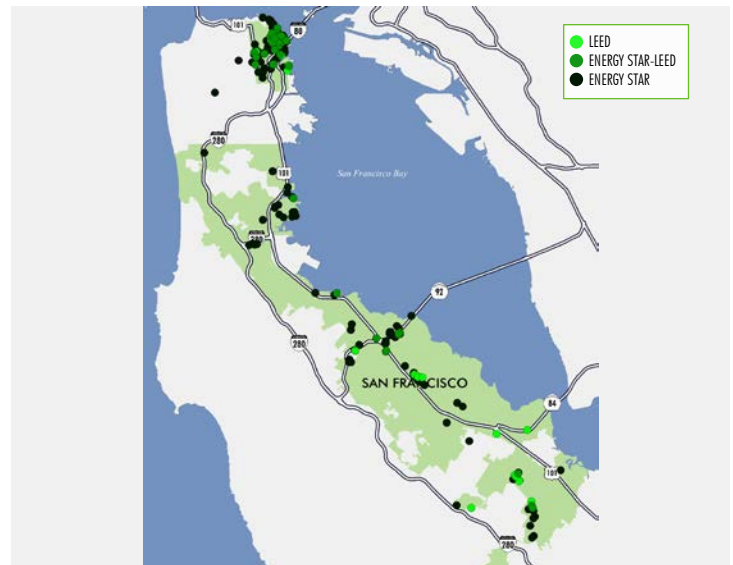 101
80
LEED
ENERGY STAR-LEED
ENERGY STAR
280
101
San Francisco Bay
280
92
280
SAN FRANCISCO
84
101
280